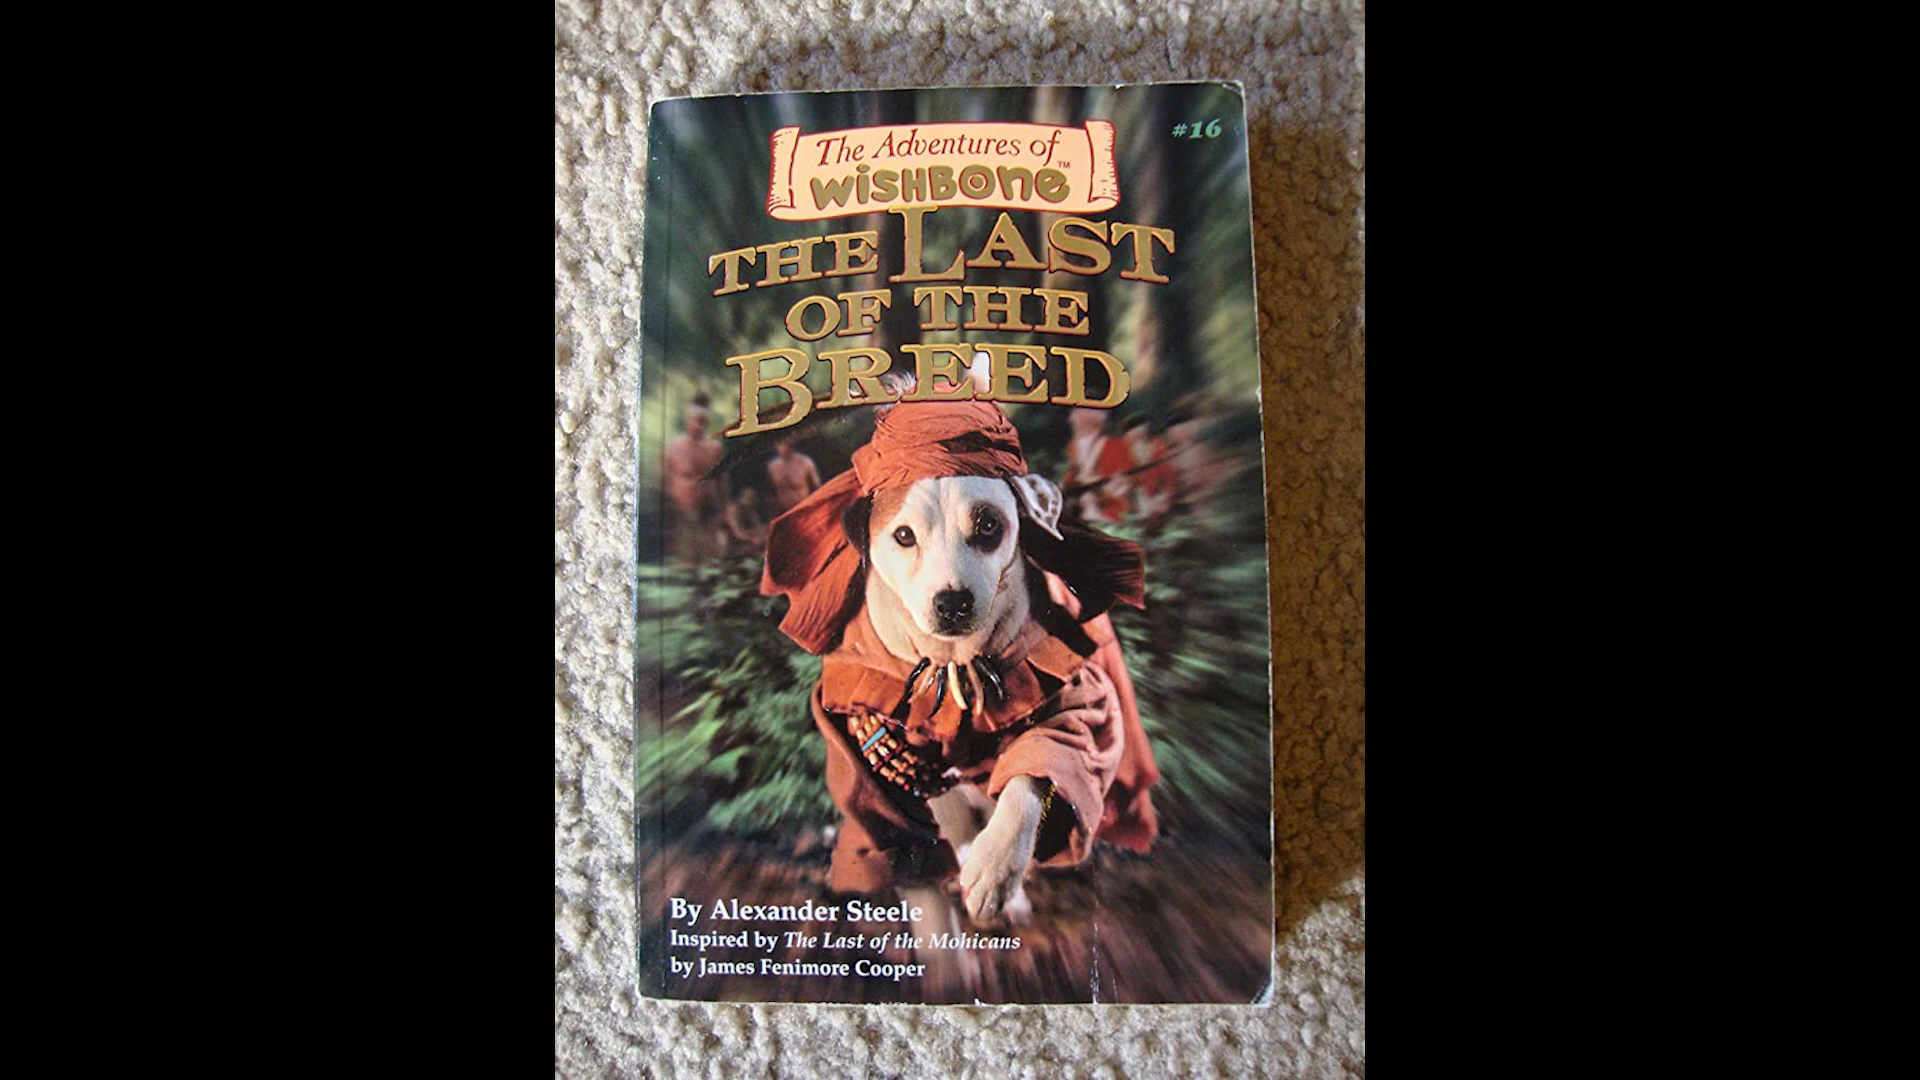 #16
The Adventures of
WISHBONE™
THE LAST
OF THE
BREED
By Alexander Steele
Inspired by The Last of the Mohicans
by James Fenimore Cooper